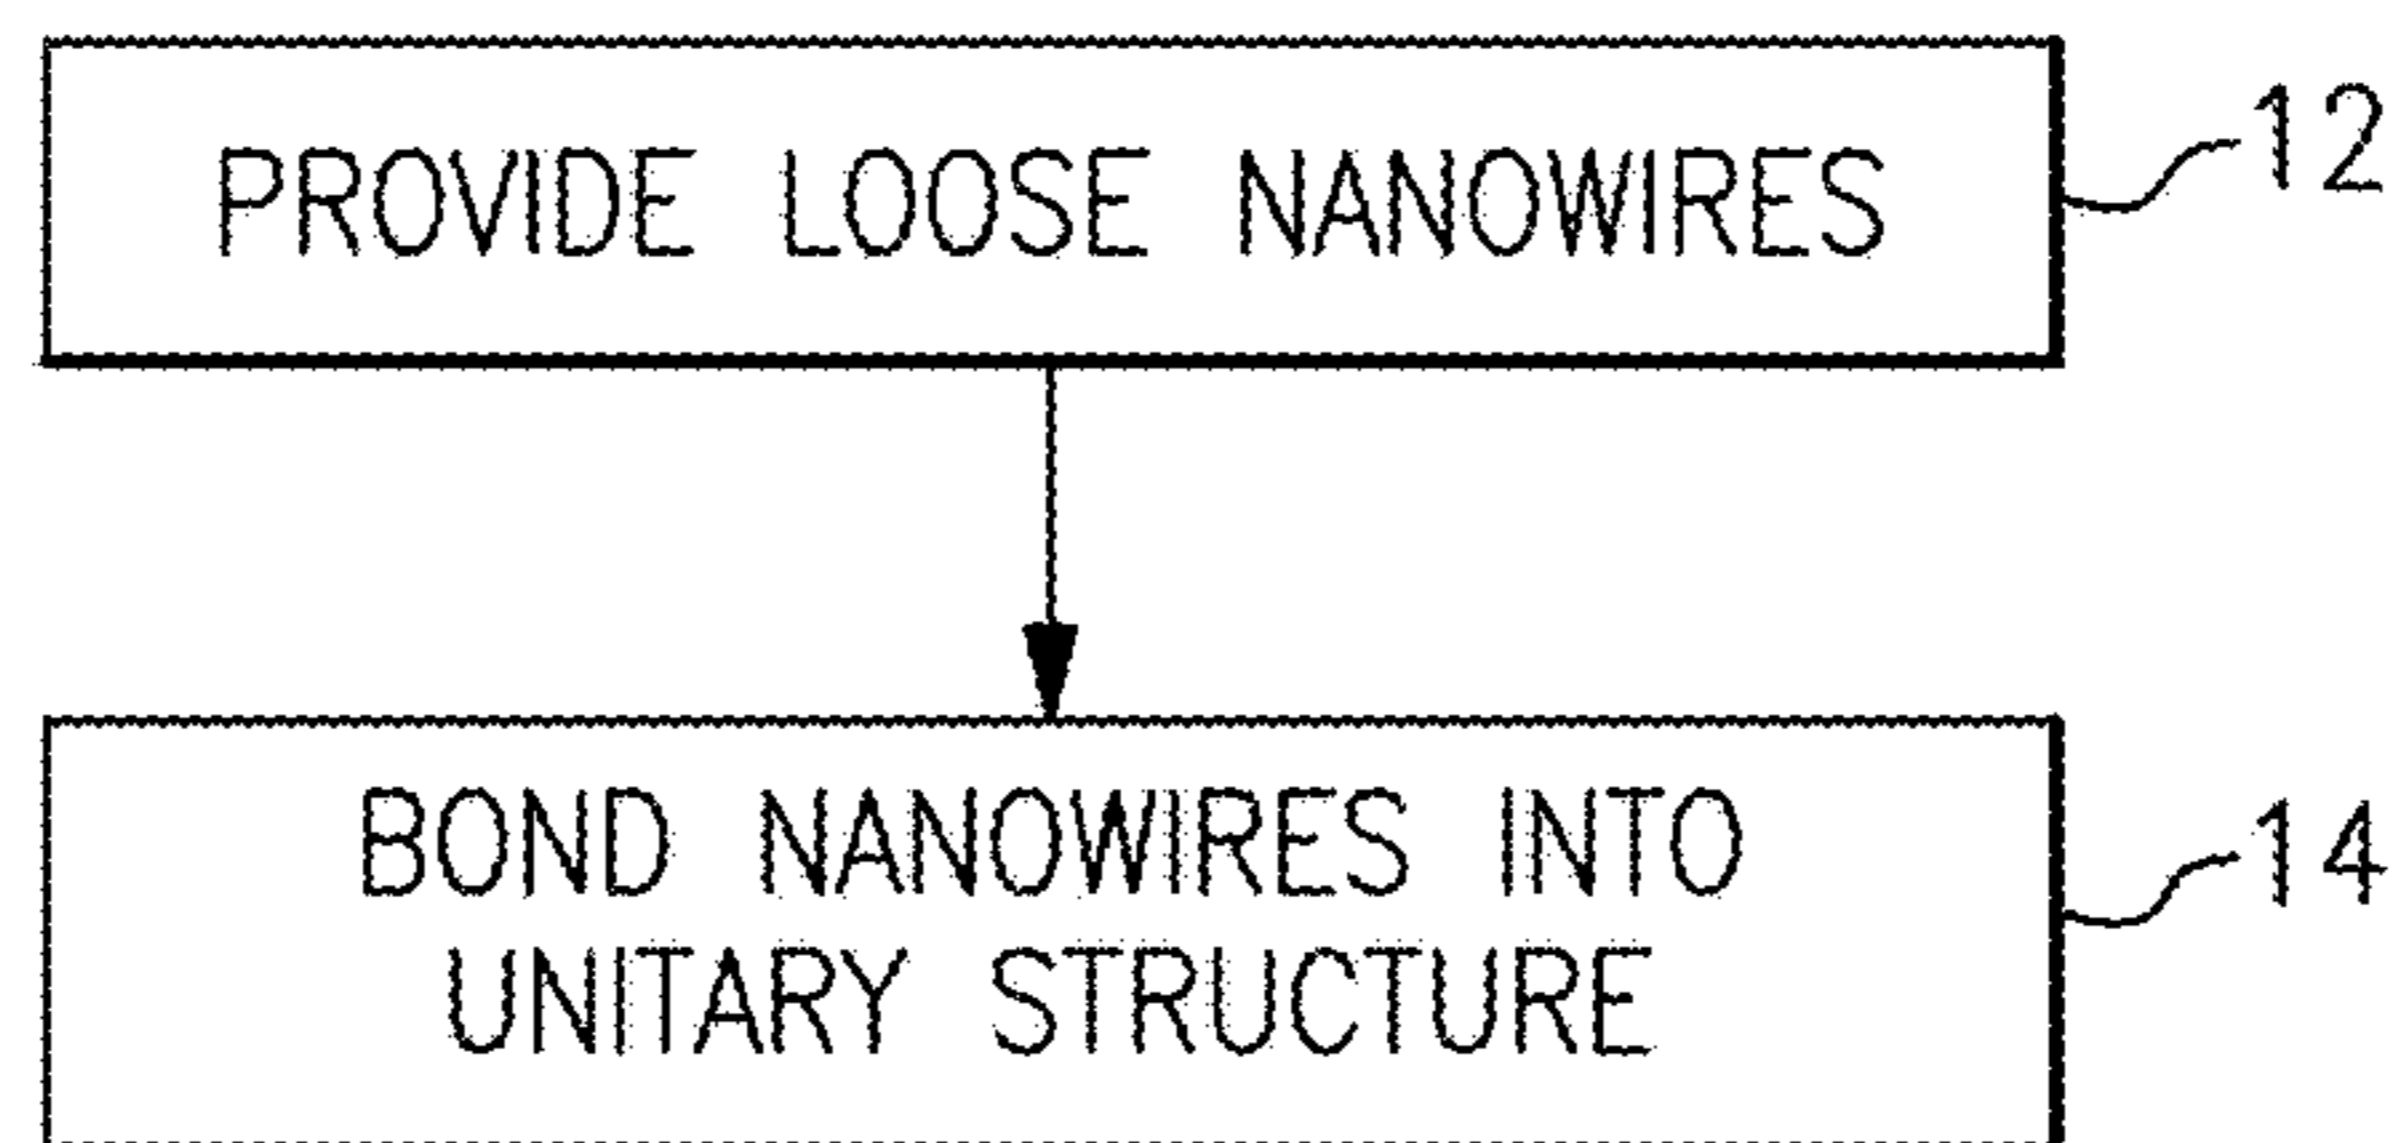 PROVIDE LOOSE NANOWIRES
12
BOND NANOWIRES INTO
UNITARY STRUCTURE
14